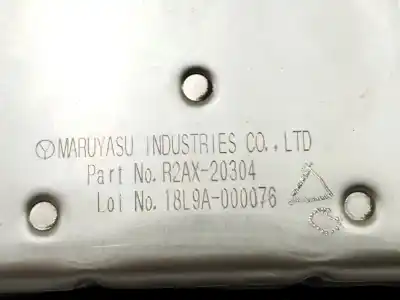 MARUYASU INDUSTRIES CO., LTD
Part No. R2AX-20304
Lot No. 18L9A-000076